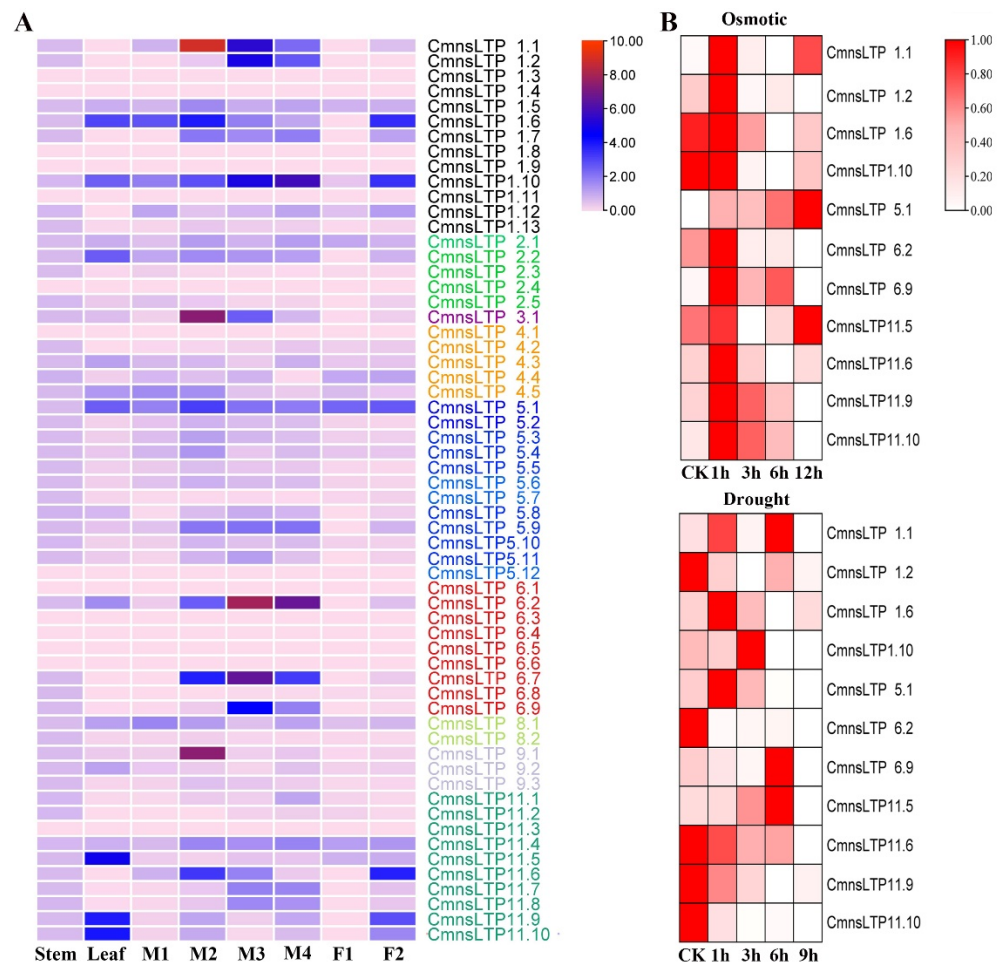 A
CmnsLTP 1.1
CmnsLTP 1.2
CmnsLTP 1.3
CmnsLTP 1.4
CmnsLTP 1.5
CmnsLTP 1.6
CmnsLTP 1.7
CmnsLTP 1.8
CmnsLTP 1.9
CmnsLTP1.10
CmnsLTP1.11
CmnsLTP1.12
CmnsLTP1.13
CmnsLTP 2.1
CmnsLTP 2.2
CmnsLTP 2.3
CmnsLTP 2.4
CmnsLTP 2.5
CmnsLTP 3.1
CmnsLTP 4.1
CmnsLTP 4.2
CmnsLTP 4.3
CmnsLTP 4.4
CmnsLTP 4.5
CmnsLTP 5.1
CmnsLTP 5.2
CmnsLTP 5.3
CmnsLTP 5.4
CmnsLTP 5.5
CmnsLTP 5.6
CmnsLTP 5.7
CmnsLTP 5.8
CmnsLTP 5.9
CmnsLTP5.10
CmnsLTP5.11
CmnsLTP5.12
CmnsLTP 6.1
CmnsLTP 6.2
CmnsLTP 6.3
CmnsLTP 6.4
CmnsLTP 6.5
CmnsLTP 6.6
CmnsLTP 6.7
CmnsLTP 6.8
CmnsLTP 6.9
CmnsLTP 8.1
CmnsLTP 8.2
CmnsLTP 9.1
CmnsLTP 9.2
CmnsLTP 9.3
CmnsLTP11.1
CmnsLTP11.2
CmnsLTP11.3
CmnsLTP11.4
CmnsLTP11.5
CmnsLTP11.6
CmnsLTP11.7
CmnsLTP11.8
CmnsLTP11.9
CmnsLTP11.10
Stem Leaf M1 M2 M3 M4 F1 F2
10.00
8.00
6.00
4.00
2.00
0.00
B
Osmotic
CmnsLTP 1.1
CmnsLTP 1.2
CmnsLTP 1.6
CmnsLTP1.10
CmnsLTP 5.1
CmnsLTP 6.2
CmnsLTP 6.9
CmnsLTP11.5
CmnsLTP11.6
CmnsLTP11.9
CmnsLTP11.10
CK 1h 3h 6h 12h
1.00
0.80
0.60
0.40
0.20
0.00
Drought
CmnsLTP 1.1
CmnsLTP 1.2
CmnsLTP 1.6
CmnsLTP1.10
CmnsLTP 5.1
CmnsLTP 6.2
CmnsLTP 6.9
CmnsLTP11.5
CmnsLTP11.6
CmnsLTP11.9
CmnsLTP11.10
CK 1h 3h 6h 9h